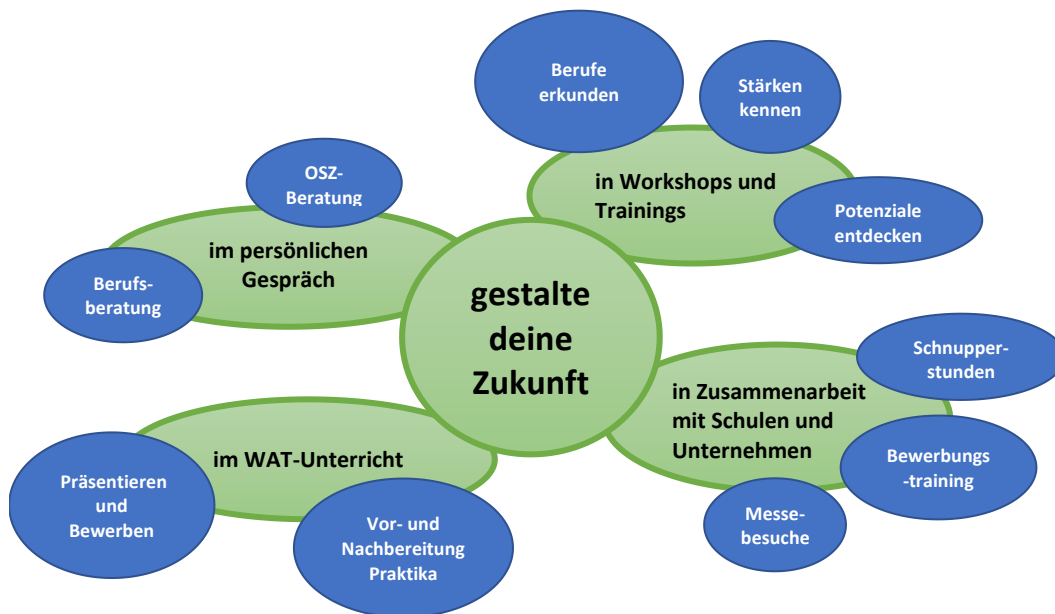 gestalte
deine
Zukunft
im persönlichen
Gespräch
OSZ-
Beratung
Berufs-
beratung
in Workshops und
Trainings
Berufe
erkunden
Stärken
kennen
Potenziale
entdecken
in Zusammenarbeit
mit Schulen und
Unternehmen
Schnupper-
stunden
Bewerbungs
-training
Messe-
besuche
im WAT-Unterricht
Präsentieren
und
Bewerben
Vor- und
Nachbereitung
Praktika